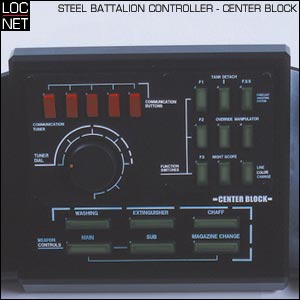 LOC
NET
STEEL BATTALION CONTROLLER - CENTER BLOCK
TANK DETACH
F1
F.S.S
COMMUNICATION
BUTTONS
COMMUNICATION
TUNER
F2
OVERRIDE
MANIPULATOR
TUNER
DIAL
F3
NIGHT SCOPE
FUNCTION
SWITCHES
LINE
COLOR
CHANGE
CENTER BLOCK
WASHING
EXTINGUISHER
CHAFF
WEAPON
CONTROLS
MAIN
SUB
MAGAZINE CHANGE